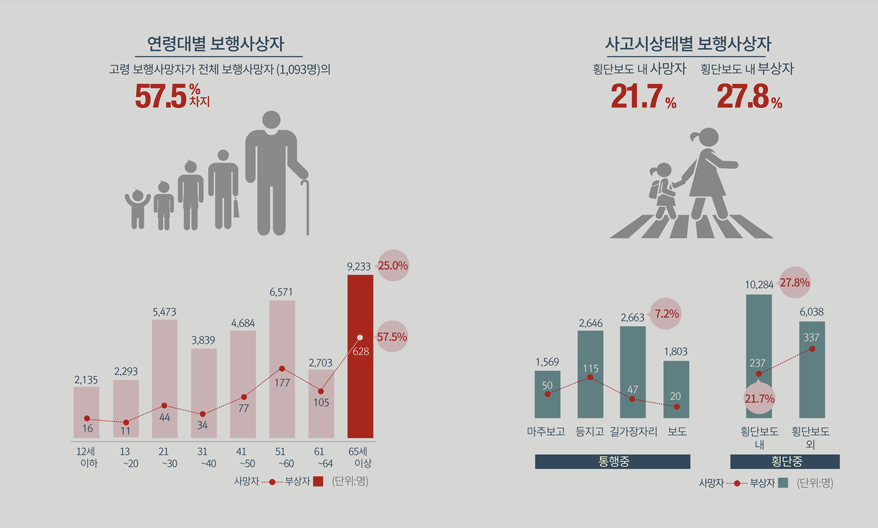 연령대별 보행사상자
고령 보행사망자가 전체 보행사망자 (1,093명)의
57.5% 차지
9,233 25.0%
6,571
5,473
4,684
3,839
2,703
2,293
2,135
57.5%
628
177
105
77
44
34
16
11
12세 이하
13 ~20
21 ~30
31 ~40
41 ~50
51 ~60
61 ~64
65세 이상
사망자 부상자 (단위:명)
사고시상태별 보행사상자
횡단보도 내 사망자 횡단보도 내 부상자
21.7% 27.8%
10,284 27.8%
6,038
2,646
2,663 7.2%
1,569
1,803
337
237
115
50
47
20
21.7%
마주보고 등지고 길가장자리 보도
횡단보도 내
횡단보도 외
통행중 횡단중
사망자 부상자 (단위:명)